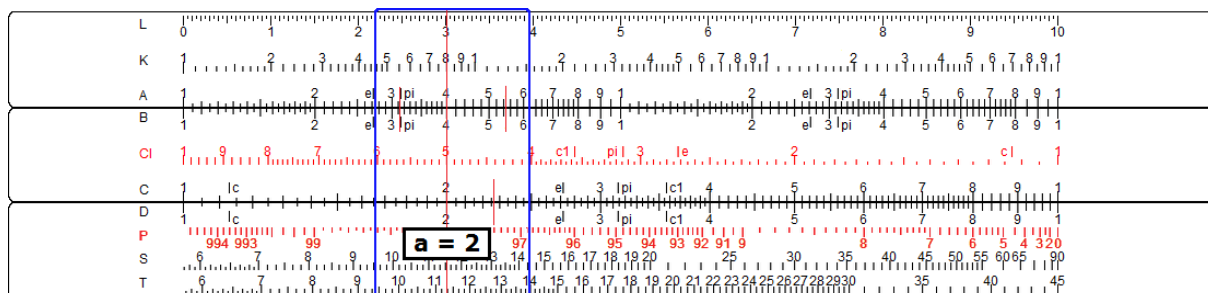 L 0 1 2 3 4 5 6 7 8 9 10
K 1 2 3 4 5 6 7 8 9 1 2 3 4 5 6 7 8 9 1 2 3 4 5 6 7 8 9 1
A 1 2 e 3 pi 4 5 6 7 8 9 1 2 e 3 pi 4 5 6 7 8 9 1
B 1 2 e 3 pi 4 5 6 7 8 9 1 2 e 3 pi 4 5 6 7 8 9 1
CI 1 9 8 7 6 5 4 c1 pi 3 e 2 c 1
C 1 c 2 e 3 pi c1 4 5 6 7 8 9 1
D 1 c 2 e 3 pi c1 4 5 6 7 8 9 1
P 994 993 99 97 96 95 94 93 92 91 9 8 7 6 5 4 3 2 0
a = 2
S 6 7 8 9 10 13 14 15 16 17 18 19 20 25 30 35 40 45 50 55 60 65 90
T 6 7 8 9 10 11 12 13 14 15 16 17 18 19 20 21 22 23 24 25 26 27 28 29 30 35 40 45